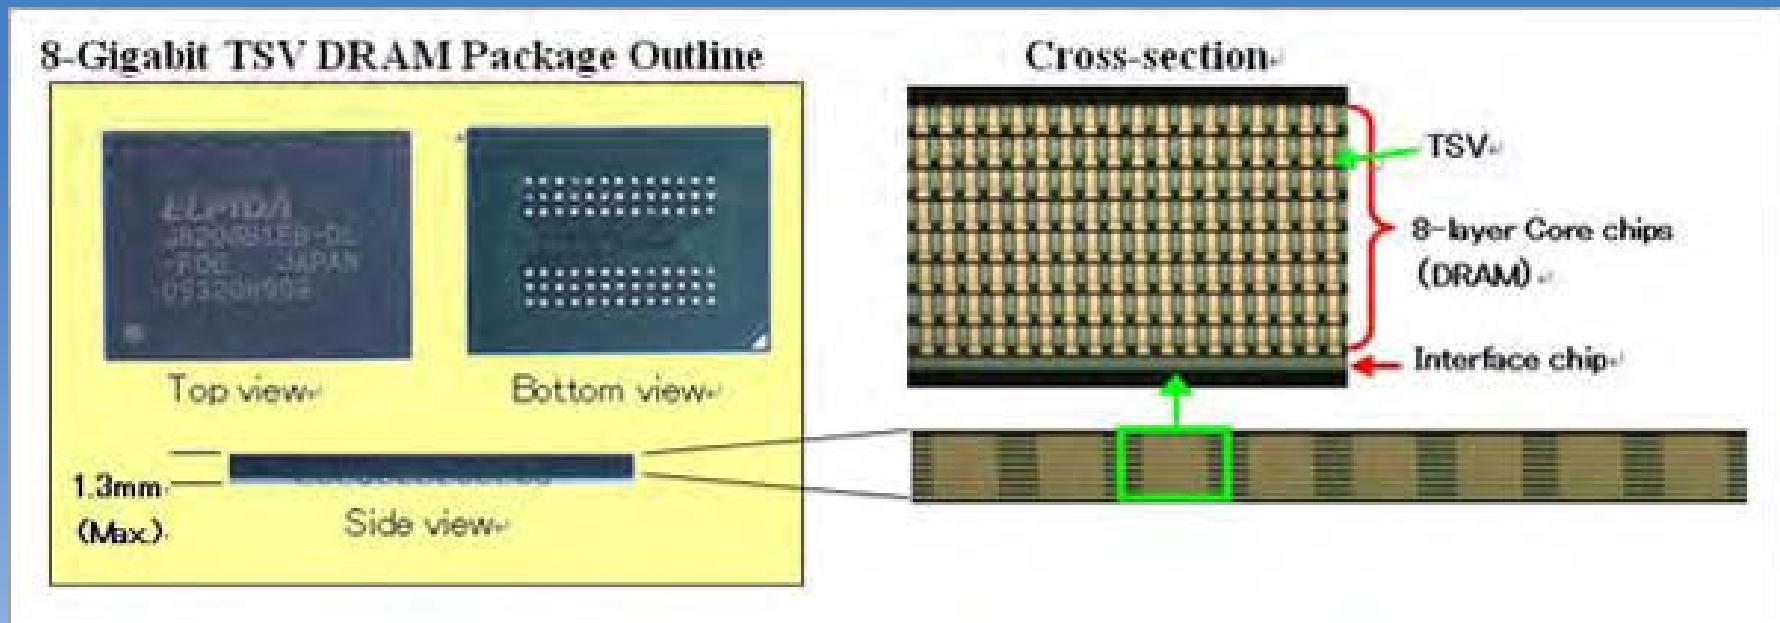 8-Gigabit TSV DRAM Package Outline
Cross-section
ELPIDA
JAPAN
Top view
Bottom view
1.3mm
(Max.)
Side view
TSV
8-layer Core chips
(DRAM)
Interface chip